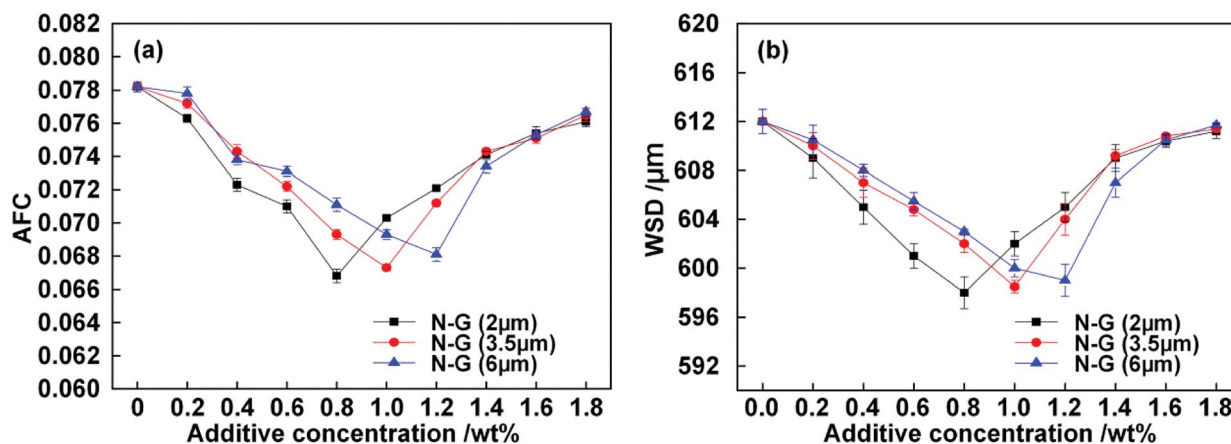 (a)
AFC
0.082
0.080
0.078
0.076
0.074
0.072
0.070
0.068
0.066
0.064
0.062
0.060
N-G (2μm)
N-G (3.5μm)
N-G (6μm)
0 0.2 0.4 0.6 0.8 1.0 1.2 1.4 1.6 1.8
Additive concentration /wt%
(b)
WSD /μm
620
616
612
608
604
600
596
592
N-G (2μm)
N-G (3.5μm)
N-G (6μm)
0.0 0.2 0.4 0.6 0.8 1.0 1.2 1.4 1.6 1.8
Additive concentration /wt%